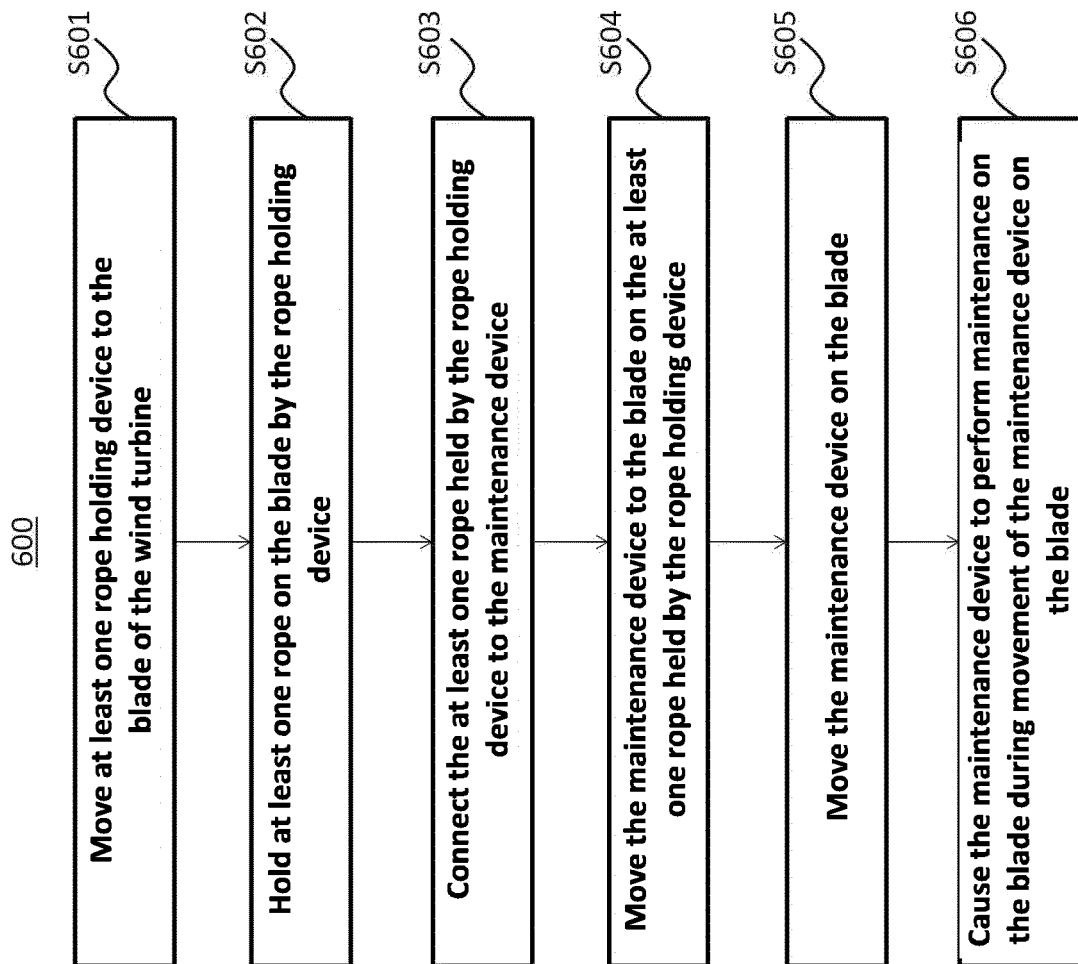 600
S601
Move at least one rope holding device to the
blade of the wind turbine
S602
Hold at least one rope on the blade by the rope holding
device
S603
Connect the at least one rope held by the rope holding
device to the maintenance device
S604
Move the maintenance device to the blade on the at least
one rope held by the rope holding device
S605
Move the maintenance device on the blade
S606
Cause the maintenance device to perform maintenance on
the blade during movement of the maintenance device on
the blade